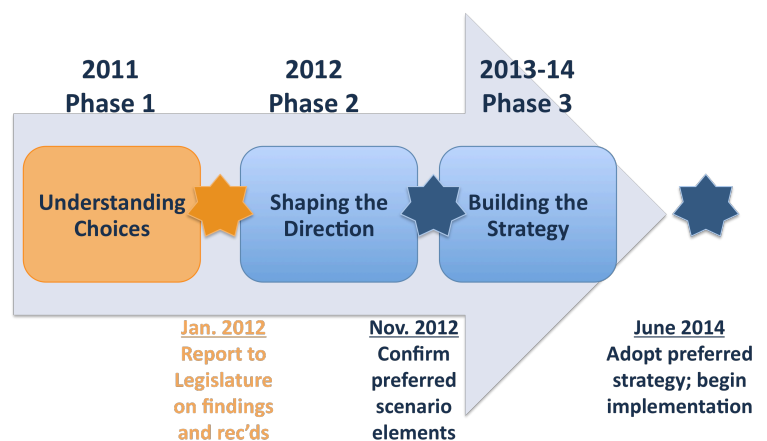 2011
Phase 1
2012
Phase 2
2013-14
Phase 3
Understanding
Choices
Shaping the
Direction
Building the
Strategy
Jan. 2012
Report to
Legislature
on findings
and rec’ds
Nov. 2012
Confirm
preferred
scenario
elements
June 2014
Adopt preferred
strategy; begin
implementation